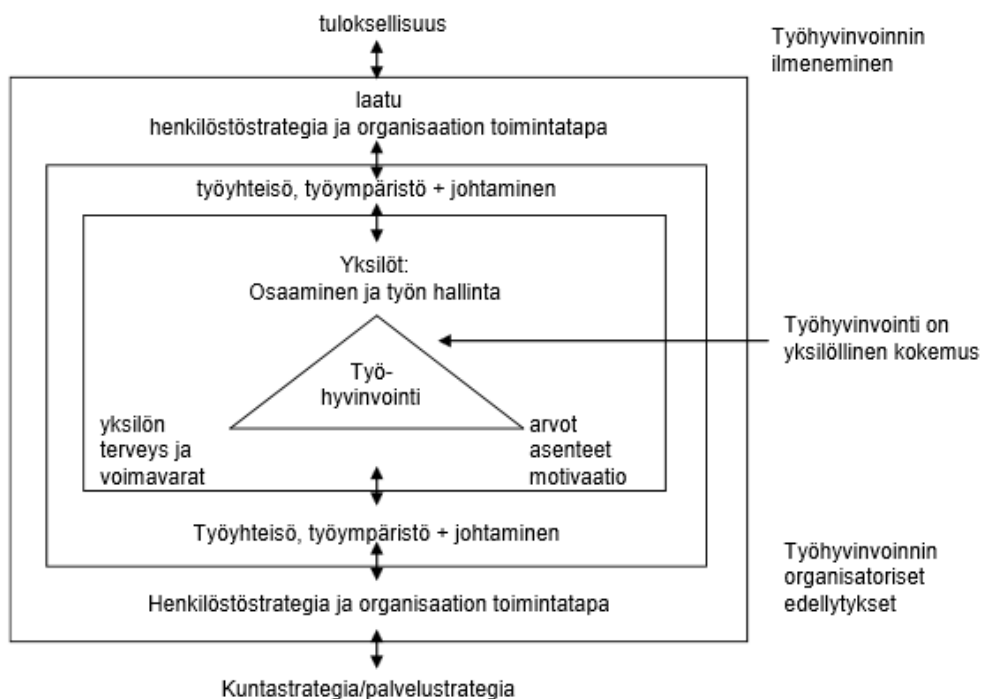 tuloksellisuus
Työhyvinvoinnin
ilmeneminen
laatu
henkilöstöstrategia ja organisaation toimintatapa
työyhteisö, työympäristö + johtaminen
Yksilöt:
Osaaminen ja työn hallinta
Työhyvinvointi on
yksilöllinen kokemus
Työ-
hyvinvointi
yksilön
terveys ja
voimavarat
arvot
asenteet
motivaatio
Työyhteisö, työympäristö + johtaminen
Työhyvinvoinnin
organisatoriset
edellytykset
Henkilöstöstrategia ja organisaation toimintatapa
Kuntastrategia/palvelustrategia